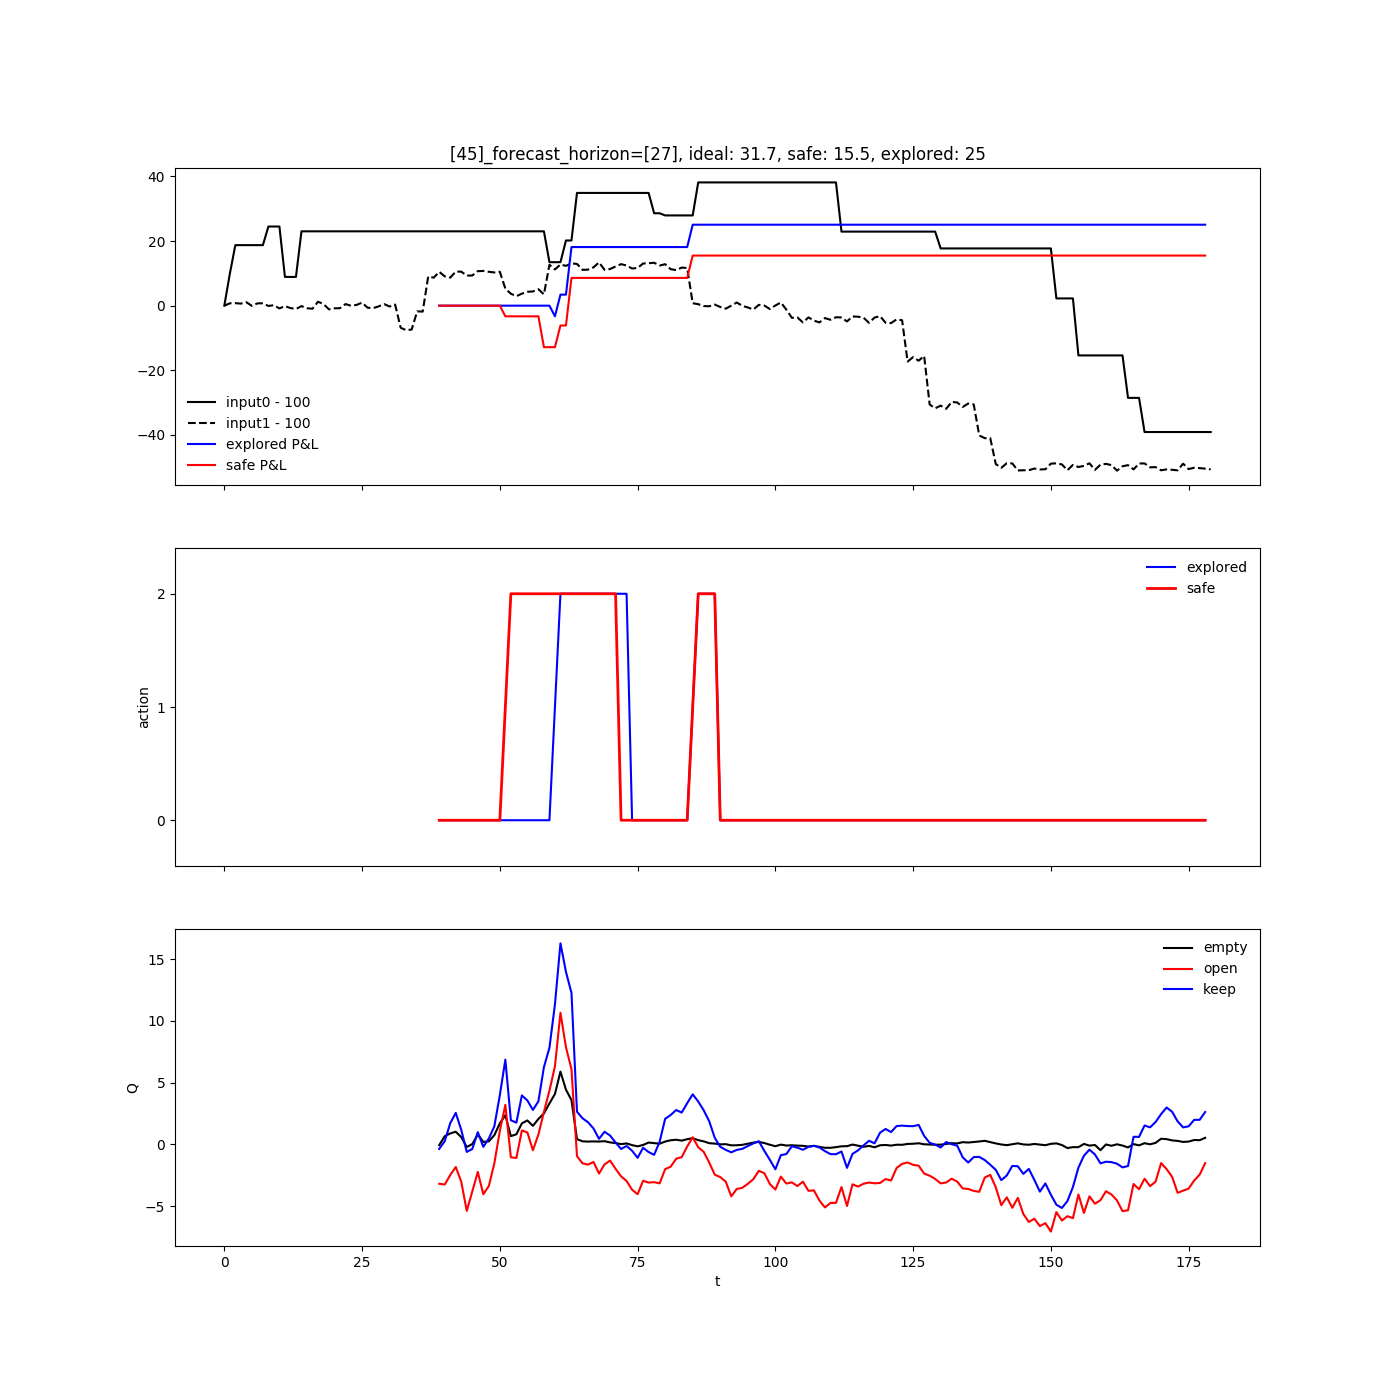 [45]_forecast_horizon=[27], ideal: 31.7, safe: 15.5, explored: 25
40
20
0
−20
−40
input0 - 100
input1 - 100
explored P&L
safe P&L
action
2
1
0
explored
safe
Q
15
10
5
0
−5
empty
open
keep
0 25 50 75 100 125 150 175
t